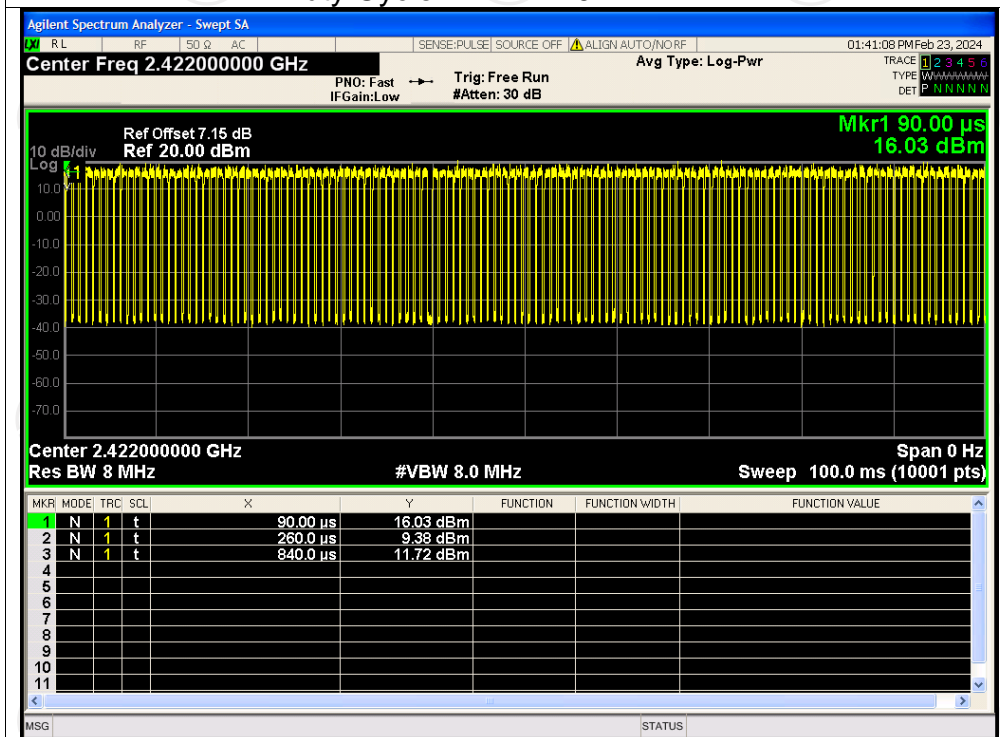 Agilent Spectrum Analyzer - Swept SA
LXI RL RF 50 Ω AC SENSE:PULSE SOURCE OFF ALIGN AUTO/NO RF 01:41:08 PM Feb 23, 2024
Center Freq 2.422000000 GHz Avg Type: Log-Pwr TRACE 1 2 3 4 5 6
PNO: Fast Trig: Free Run TYPE WWWWWW
IFGain:Low #Atten: 30 dB DET P N N N N N
Mkr1 90.00 µs
Ref Offset 7.15 dB
10 dB/div Ref 20.00 dBm 16.03 dBm
Log
1
10.0
0.00
-10.0
-20.0
-30.0
-40.0
-50.0
-60.0
-70.0
Center 2.422000000 GHz Span 0 Hz
Res BW 8 MHz #VBW 8.0 MHz Sweep 100.0 ms (10001 pts)
MKR MODE TRC SCL X Y FUNCTION FUNCTION WIDTH FUNCTION VALUE
1 N 1 t 90.00 µs 16.03 dBm
2 N 1 t 260.0 µs 9.38 dBm
3 N 1 t 840.0 µs 11.72 dBm
4
5
6
7
8
9
10
11
MSG STATUS